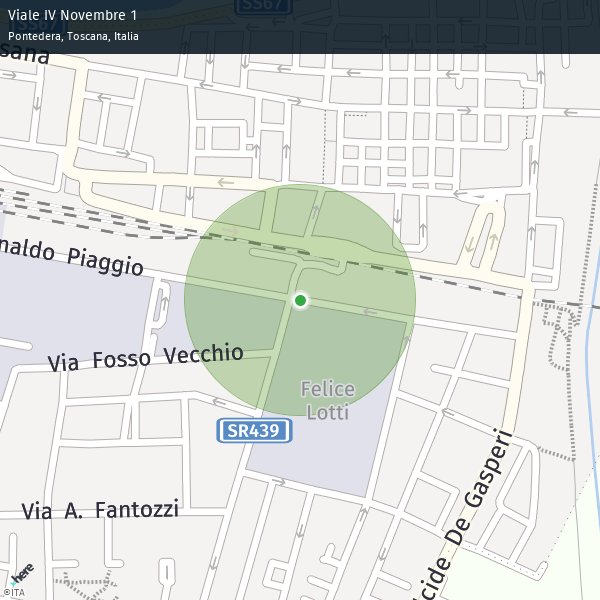 Viale IV Novembre 1
Pontedera, Toscana, Italia
SS67
SS67
sana
naldo Piaggio
Via Fosso Vecchio
Felice
Lotti
SR439
Via A. Fantozzi
cide De Gasperi
here
©ITA